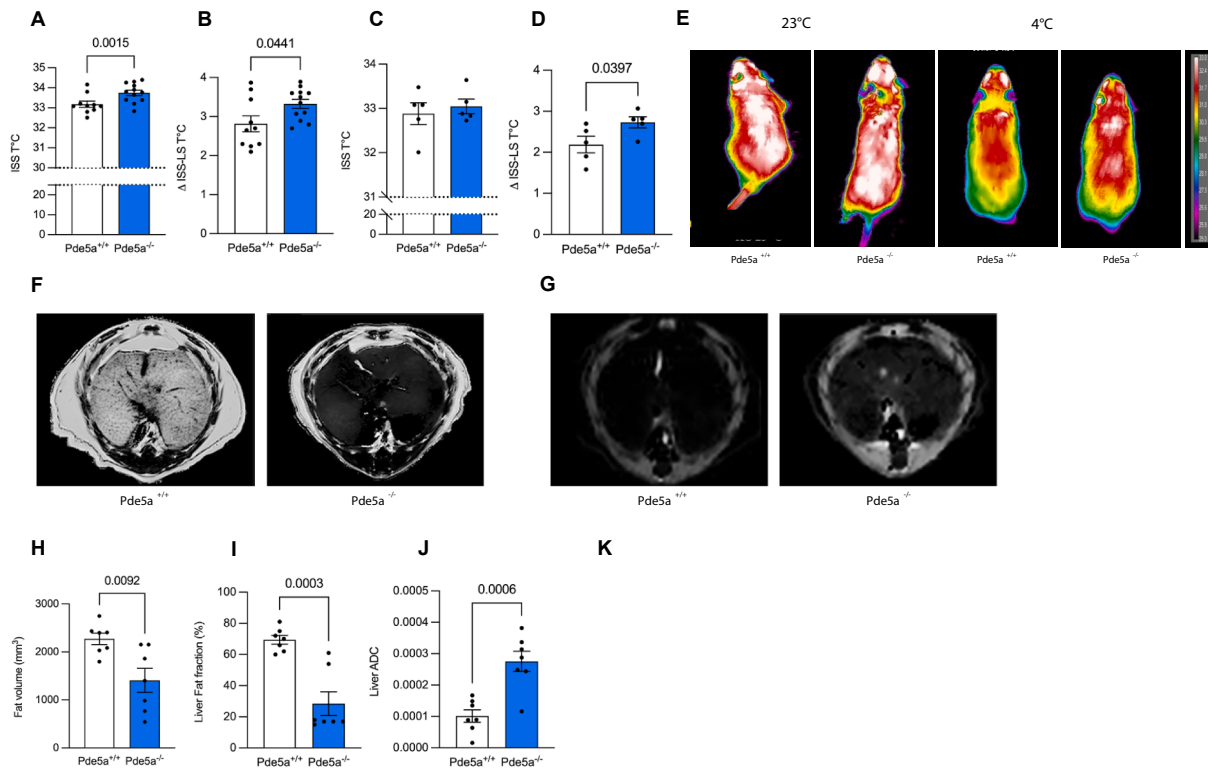 A
B
C
D
E
23°C
4°C
0.0015
0.0441
0.0397
ISS T°C
35
34
33
32
31
30
20
10
0
Pde5a+/+ Pde5a-/-
Δ ISS-LS T°C
4
3
2
1
0
Pde5a+/+ Pde5a-/-
ISS T°C
34
33
32
31
20
0
Pde5a+/+ Pde5a-/-
Δ ISS-LS T°C
4
3
2
1
0
Pde5a+/+ Pde5a-/-
Pde5a +/+
Pde5a -/-
Pde5a +/+
Pde5a -/-
F
G
Pde5a +/+
Pde5a -/-
Pde5a +/+
Pde5a -/-
H
I
J
K
0.0092
0.0003
0.0006
Fat volume (mm³)
3000
2000
1000
0
Pde5a+/+ Pde5a-/-
Liver Fat fraction (%)
100
80
60
40
20
0
Pde5a+/+ Pde5a-/-
Liver ADC
0.0005
0.0004
0.0003
0.0002
0.0001
0.0000
Pde5a+/+ Pde5a-/-